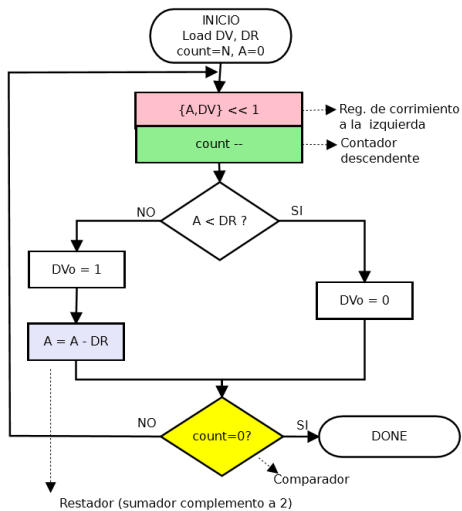 INICIO
Load DV, DR
count=N, A=0
{A,DV} << 1
Reg. de corrimiento
a la izquierda
count --
Contador
descendente
NO
A < DR ?
SI
DVo = 1
DVo = 0
A = A - DR
NO
count=0?
SI
DONE
Comparador
Restador (sumador complemento a 2)